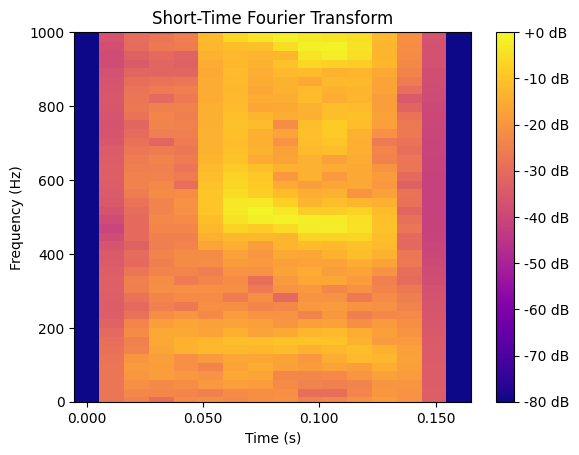 Short-Time Fourier Transform
1000
800
600
400
200
0
Frequency (Hz)
0.000
0.050
0.100
0.150
Time (s)
+0 dB
-10 dB
-20 dB
-30 dB
-40 dB
-50 dB
-60 dB
-70 dB
-80 dB